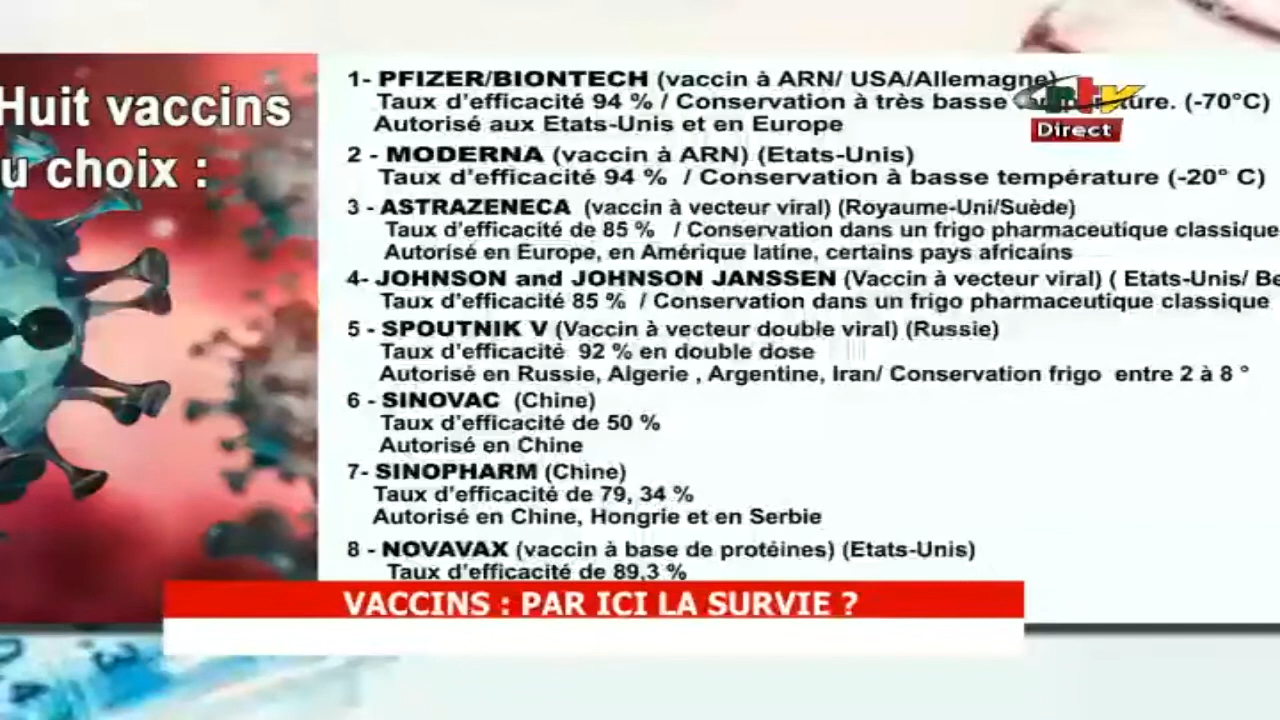 Huit vaccins
u choix :
1- PFIZER/BIONTECH (vaccin à ARN/ USA/Allemagne)
Taux d'efficacité 94 % / Conservation à très basse (-70°C)
Autorisé aux Etats-Unis et en Europe
2 - MODERNA (vaccin à ARN) (Etats-Unis)
Taux d'efficacité 94 % / Conservation à basse température (-20° C)
3 - ASTRAZENECA (vaccin à vecteur viral) (Royaume-Uni/Suède)
Taux d'efficacité de 85 % / Conservation dans un frigo pharmaceutique classique
Autorisé en Europe, en Amérique latine, certains pays africains
4- JOHNSON and JOHNSON JANSSEN (Vaccin à vecteur viral) ( Etats-Unis/ Be
Taux d'efficacité 85 % / Conservation dans un frigo pharmaceutique classique
5 - SPOUTNIK V (Vaccin à vecteur double viral) (Russie)
Taux d'efficacité 92 % en double dose
Autorisé en Russie, Algerie , Argentine, Iran/ Conservation frigo entre 2 à 8 °
6 - SINOVAC (Chine)
Taux d'efficacité de 50 %
Autorisé en Chine
7- SINOPHARM (Chine)
Taux d'efficacité de 79, 34 %
Autorisé en Chine, Hongrie et en Serbie
8 - NOVAVAX (vaccin à base de protéines) (Etats-Unis)
Taux d'efficacité de 89,3 %
crtv
Direct
VACCINS : PAR ICI LA SURVIE ?